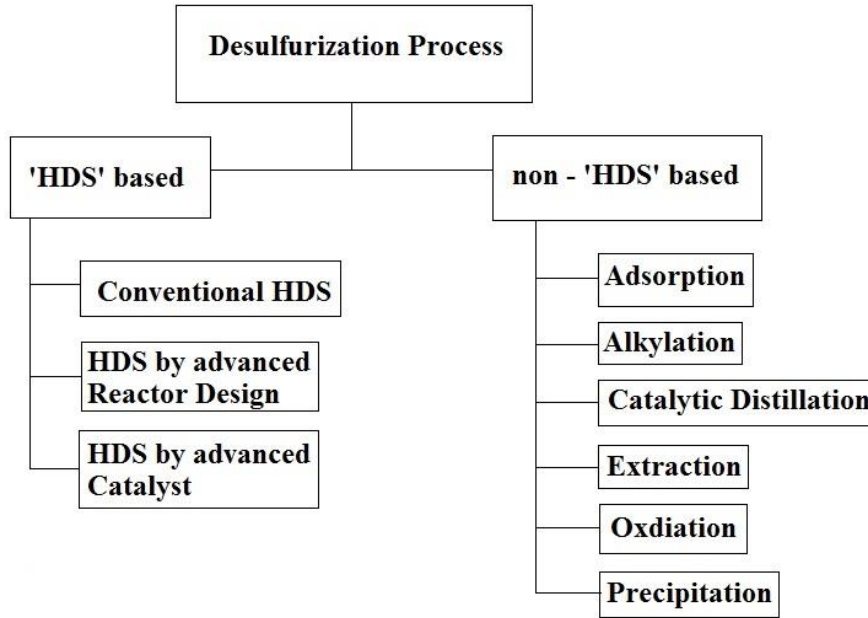 Desulfurization Process
'HDS' based
non - 'HDS' based
Conventional HDS
HDS by advanced
Reactor Design
HDS by advanced
Catalyst
Adsorption
Alkylation
Catalytic Distillation
Extraction
Oxdiation
Precipitation